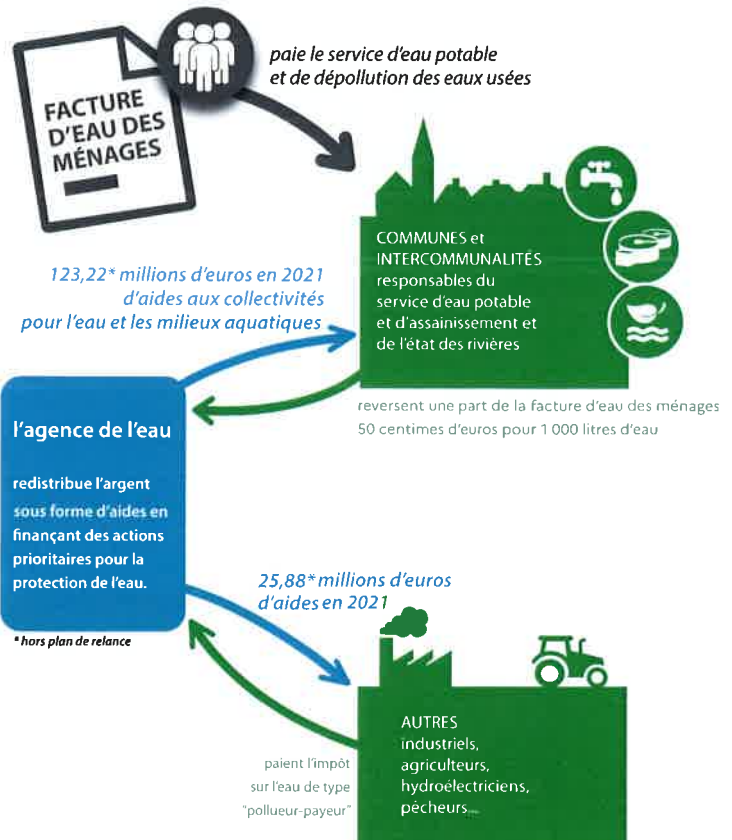 FACTURE
D'EAU DES
MÉNAGES
paie le service d'eau potable
et de dépollution des eaux usées
COMMUNES et
INTERCOMMUNALITÉS
responsables du
service d'eau potable
et d'assainissement et
de l'état des rivières
123,22* millions d'euros en 2021
d'aides aux collectivités
pour l'eau et les milieux aquatiques
reversent une part de la facture d'eau des ménages
50 centimes d'euros pour 1 000 litres d'eau
l'agence de l'eau
redistribue l'argent
sous forme d'aides en
finançant des actions
prioritaires pour la
protection de l'eau.
* hors plan de relance
25,88* millions d'euros
d'aides en 2021
AUTRES
industriels,
agriculteurs,
hydroélectriciens,
pêcheurs...
paient l'impôt
sur l'eau de type
"pollueur-payeur"